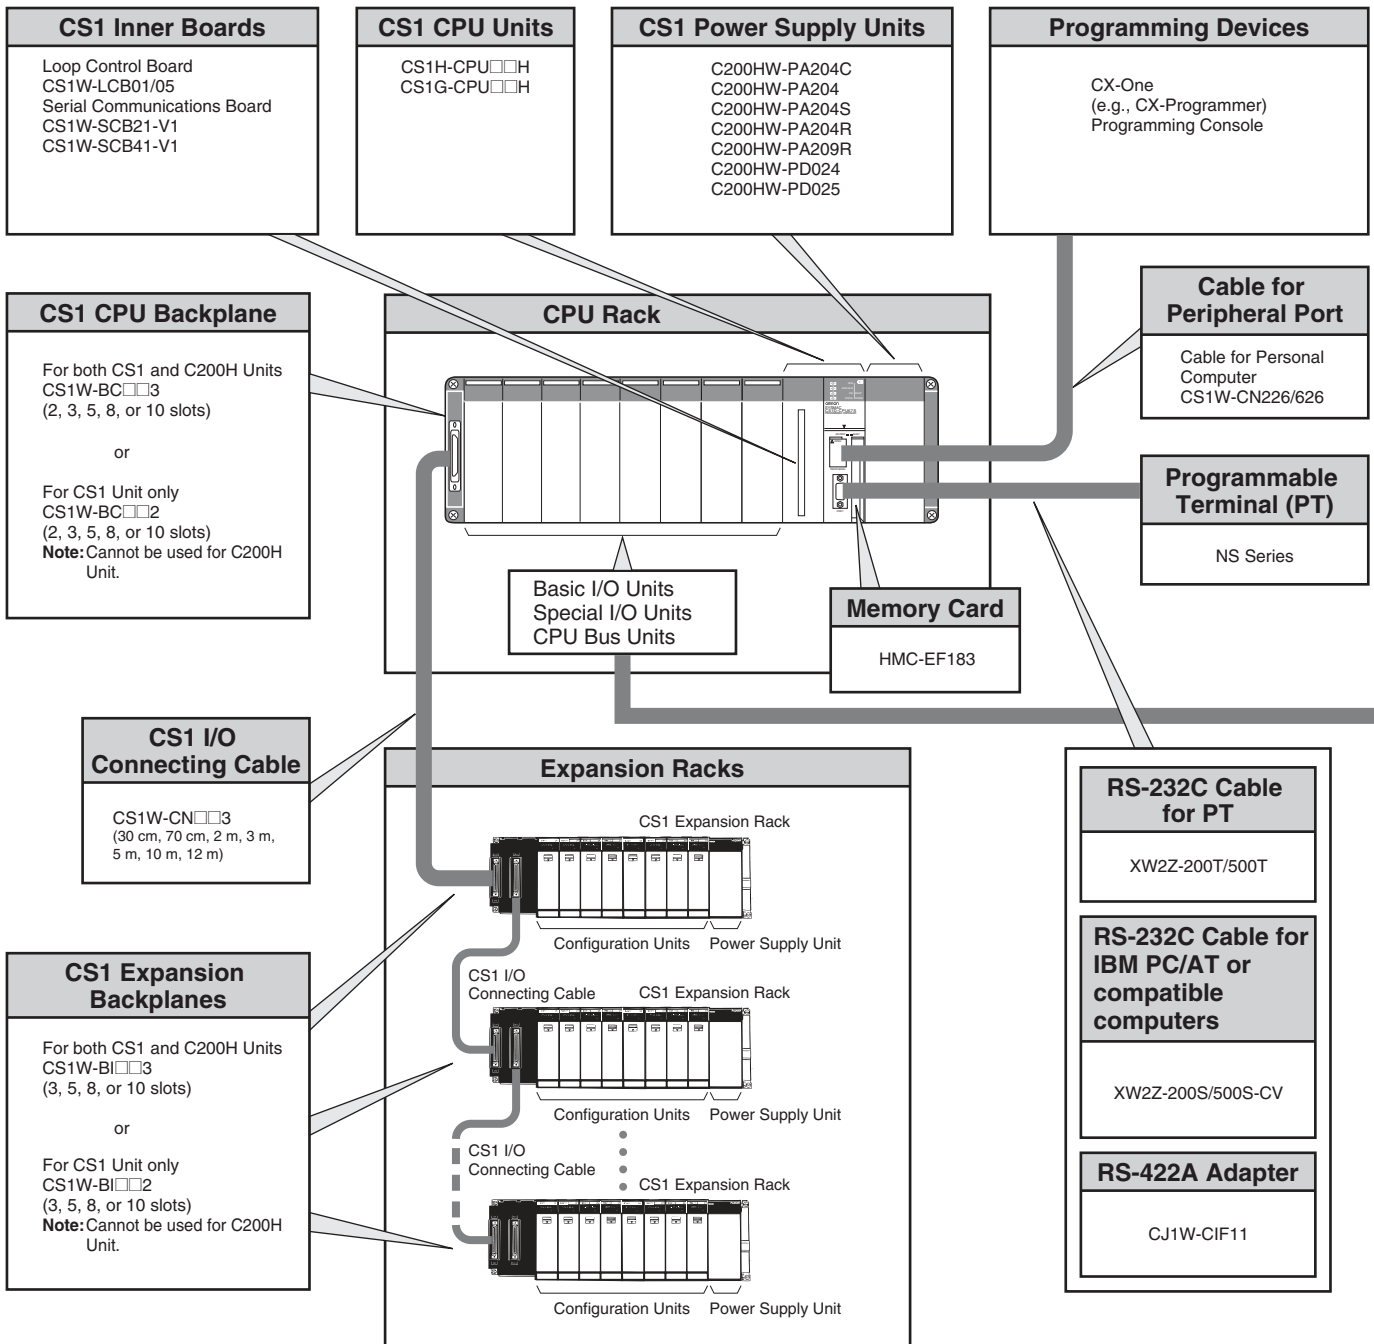 CS1 Inner Boards
Loop Control Board
CS1W-LCB01/05
Serial Communications Board
CS1W-SCB21-V1
CS1W-SCB41-V1
CS1 CPU Units
CS1H-CPU□□H
CS1G-CPU□□H
CS1 Power Supply Units
C200HW-PA204C
C200HW-PA204
C200HW-PA204S
C200HW-PA204R
C200HW-PA209R
C200HW-PD024
C200HW-PD025
Programming Devices
CX-One
(e.g., CX-Programmer)
Programming Console
CS1 CPU Backplane
For both CS1 and C200H Units
CS1W-BC□□3
(2, 3, 5, 8, or 10 slots)
or
For CS1 Unit only
CS1W-BC□□2
(2, 3, 5, 8, or 10 slots)
Note: Cannot be used for C200H
Unit.
CPU Rack
Basic I/O Units
Special I/O Units
CPU Bus Units
Memory Card
HMC-EF183
Cable for
Peripheral Port
Cable for Personal
Computer
CS1W-CN226/626
Programmable
Terminal (PT)
NS Series
CS1 I/O
Connecting Cable
CS1W-CN□□3
(30 cm, 70 cm, 2 m, 3 m,
5 m, 10 m, 12 m)
Expansion Racks
CS1 Expansion Rack
Configuration Units
Power Supply Unit
CS1 I/O
Connecting Cable
CS1 Expansion Rack
Configuration Units
Power Supply Unit
CS1 I/O
Connecting Cable
CS1 Expansion Rack
Configuration Units
Power Supply Unit
CS1 Expansion
Backplanes
For both CS1 and C200H Units
CS1W-BI□□3
(3, 5, 8, or 10 slots)
or
For CS1 Unit only
CS1W-BI□□2
(3, 5, 8, or 10 slots)
Note: Cannot be used for C200H
Unit.
RS-232C Cable
for PT
XW2Z-200T/500T
RS-232C Cable for
IBM PC/AT or
compatible
computers
XW2Z-200S/500S-CV
RS-422A Adapter
CJ1W-CIF11